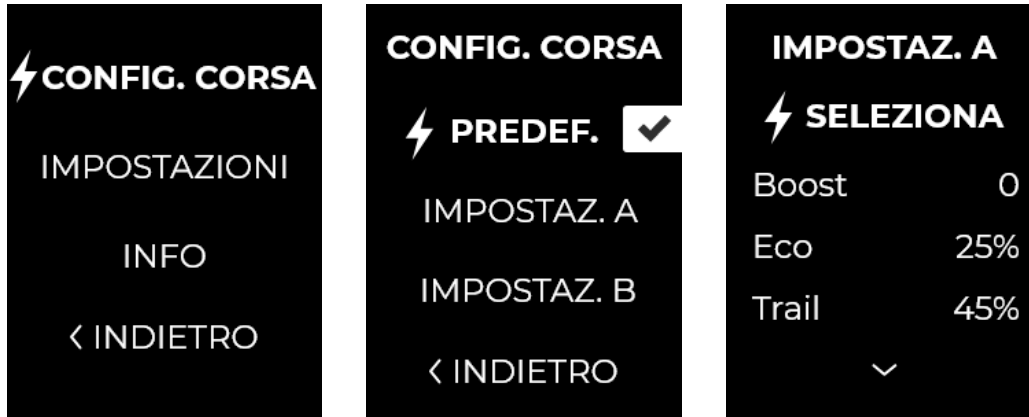 CONFIG. CORSA
IMPOSTAZIONI
INFO
< INDIETRO
CONFIG. CORSA
PREDEF.
IMPOSTAZ. A
IMPOSTAZ. B
< INDIETRO
IMPOSTAZ. A
SELEZIONA
Boost 0
Eco 25%
Trail 45%